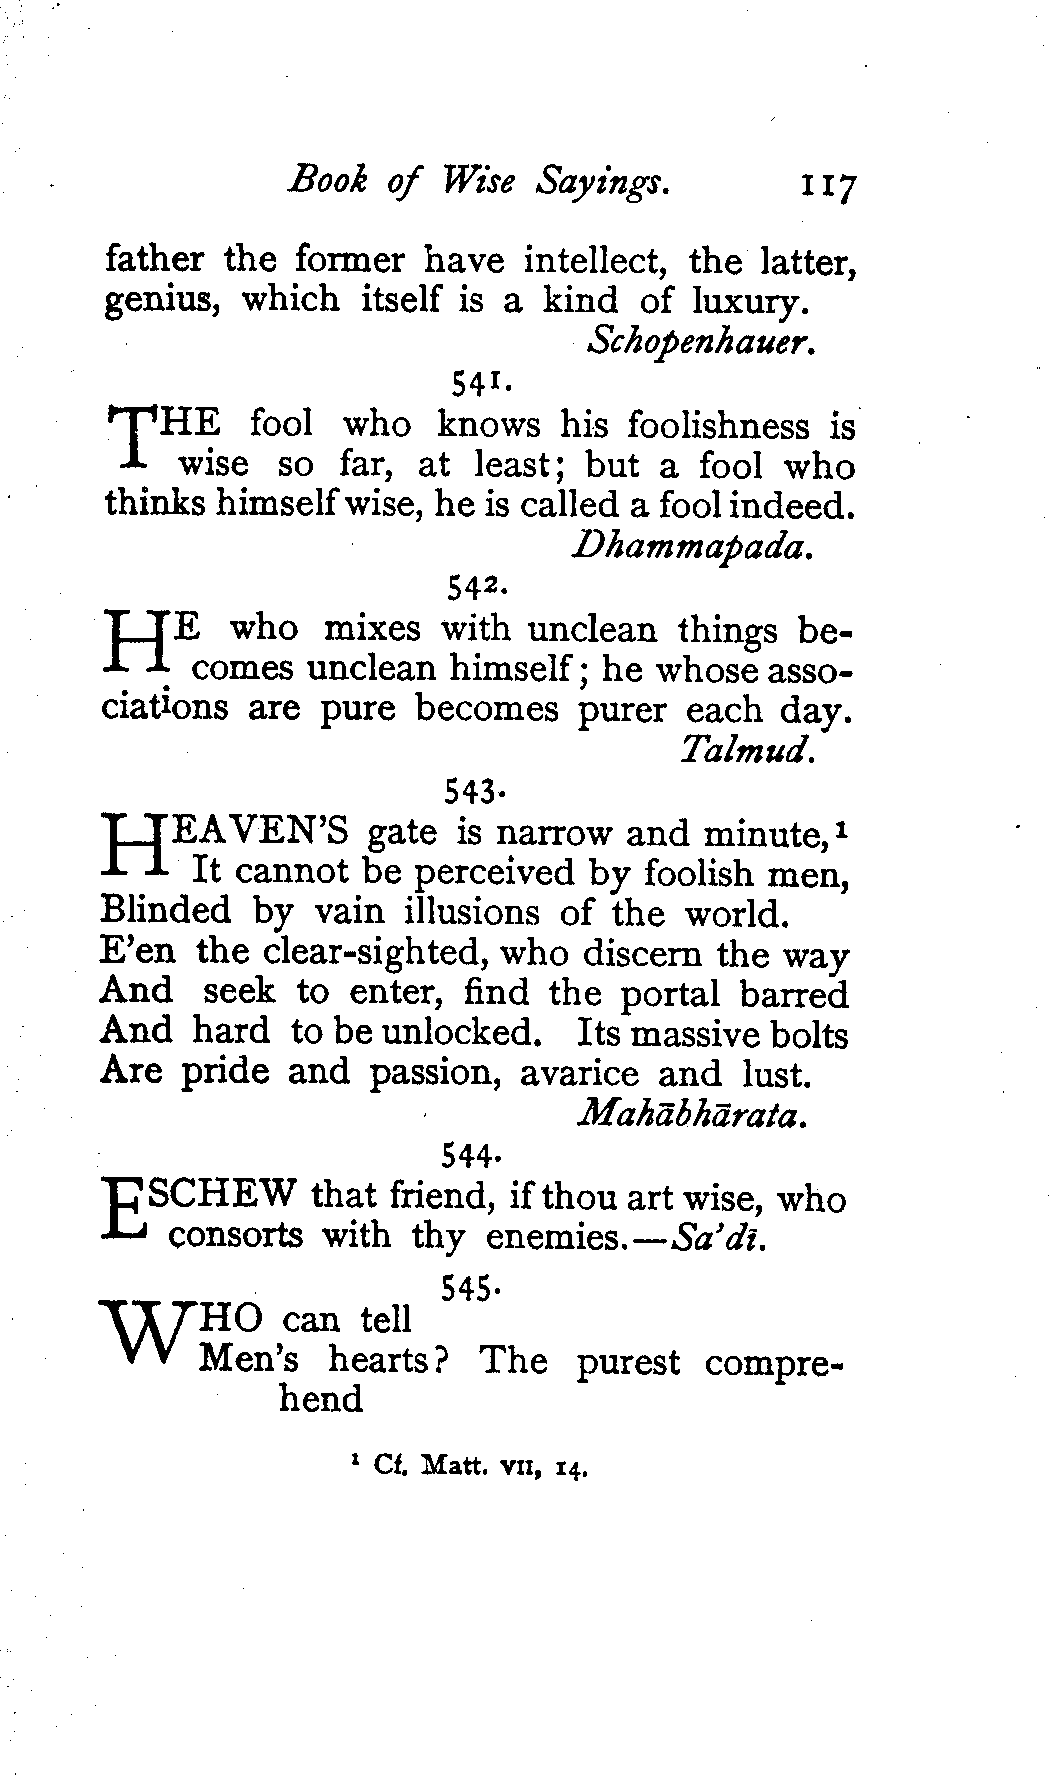 Book of Wise Sayings. 117
father the former have intellect, the latter,
genius, which itself is a kind of luxury.
Schopenhauer.
541.
THE fool who knows his foolishness is
wise so far, at least; but a fool who
thinks himself wise, he is called a fool indeed.
Dhammapada.
542.
HE who mixes with unclean things be-
comes unclean himself; he whose asso-
ciations are pure becomes purer each day.
Talmud.
543.
HEAVEN'S gate is narrow and minute,¹
It cannot be perceived by foolish men,
Blinded by vain illusions of the world.
E'en the clear-sighted, who discern the way
And seek to enter, find the portal barred
And hard to be unlocked. Its massive bolts
Are pride and passion, avarice and lust.
Mahābhārata.
544.
ESCHEW that friend, if thou art wise, who
consorts with thy enemies.—Sa'dī.
545.
WHO can tell
Men's hearts? The purest compre-
hend
¹ Cf. Matt. VII, 14.